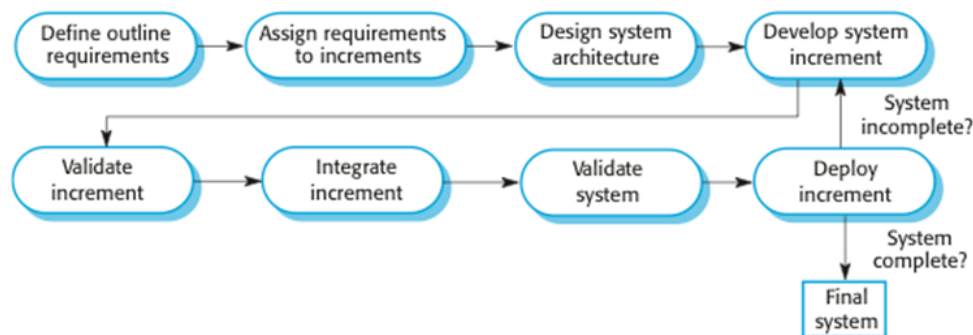 Define outline
requirements
Assign requirements
to increments
Design system
architecture
Develop system
increment
System
incomplete?
Validate
increment
Integrate
increment
Validate
system
Deploy
increment
System
complete?
Final
system